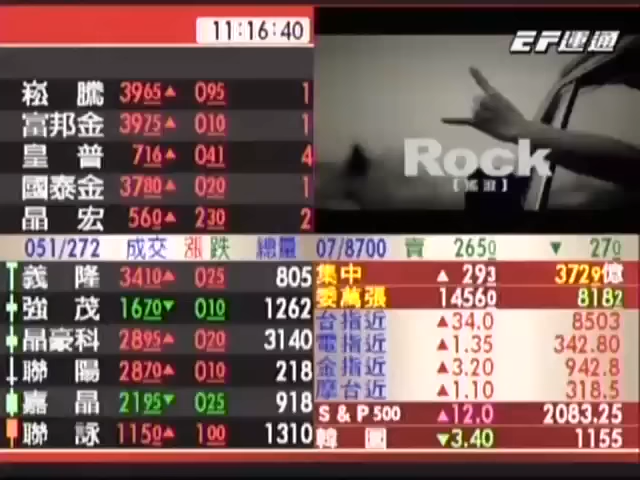 11:16:40
EF運通
崧騰 3965▲ 095 1
富邦金 3975▲ 010 1
皇普 716▲ 041 4
國泰金 3780▲ 020 1
晶宏 560▲ 230 2
Rock
051/272 成交 漲跌 總量
義隆 3410▲ 025 805
強茂 1670▼ 010 1262
晶豪科 2895▲ 020 3140
聯陽 2870▲ 010 218
嘉晶 2195▼ 025 918
聯詠 1150▲ 100 1310
07/8700 賣 2650 ▼ 270
集中 ▲ 293 3729億
委萬張 14560 8182
台指近 ▲34.0 8503
電指近 ▲1.35 342.80
金指近 ▲3.20 942.8
摩台近 ▲1.10 318.5
S & P 500 ▲12.0 2083.25
韓圜 ▼3.40 1155